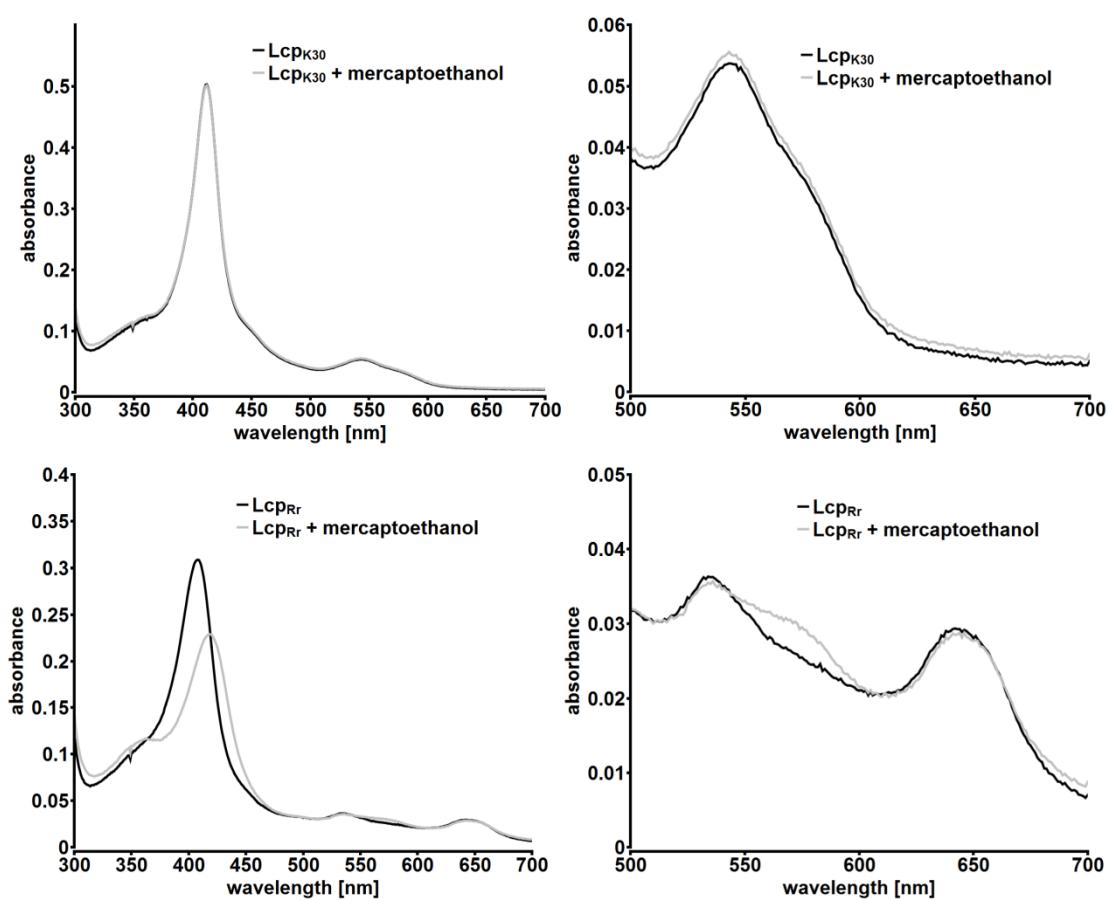 LcpK30
LcpK30 + mercaptoethanol
absorbance
0.5
0.4
0.3
0.2
0.1
0
300 350 400 450 500 550 600 650 700
wavelength [nm]
LcpK30
LcpK30 + mercaptoethanol
absorbance
0.06
0.05
0.04
0.03
0.02
0.01
0
500 550 600 650 700
wavelength [nm]
LcpRr
LcpRr + mercaptoethanol
absorbance
0.4
0.35
0.3
0.25
0.2
0.15
0.1
0.05
0
300 350 400 450 500 550 600 650 700
wavelength [nm]
LcpRr
LcpRr + mercaptoethanol
absorbance
0.05
0.04
0.03
0.02
0.01
0
500 550 600 650 700
wavelength [nm]